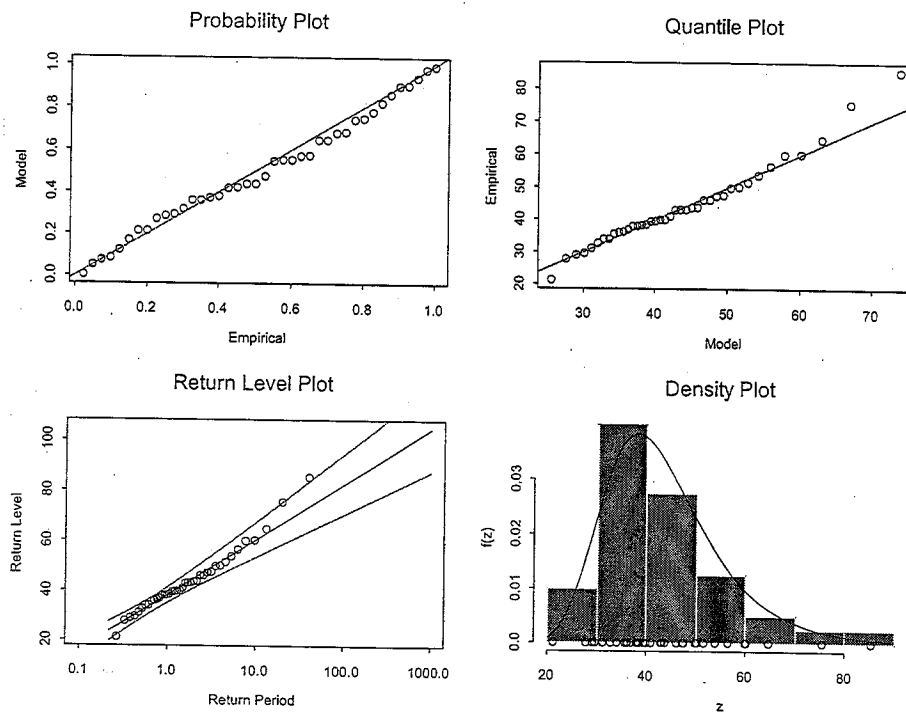 Probability Plot
Model
0.0 0.2 0.4 0.6 0.8 1.0
0.0 0.2 0.4 0.6 0.8 1.0
Empirical
Quantile Plot
Empirical
20 30 40 50 60 70 80
30 40 50 60 70
Model
Return Level Plot
Return Level
20 40 60 80 100
0.1 1.0 10.0 100.0 1000.0
Return Period
Density Plot
f(z)
0.0 0.01 0.02 0.03
20 40 60 80
z